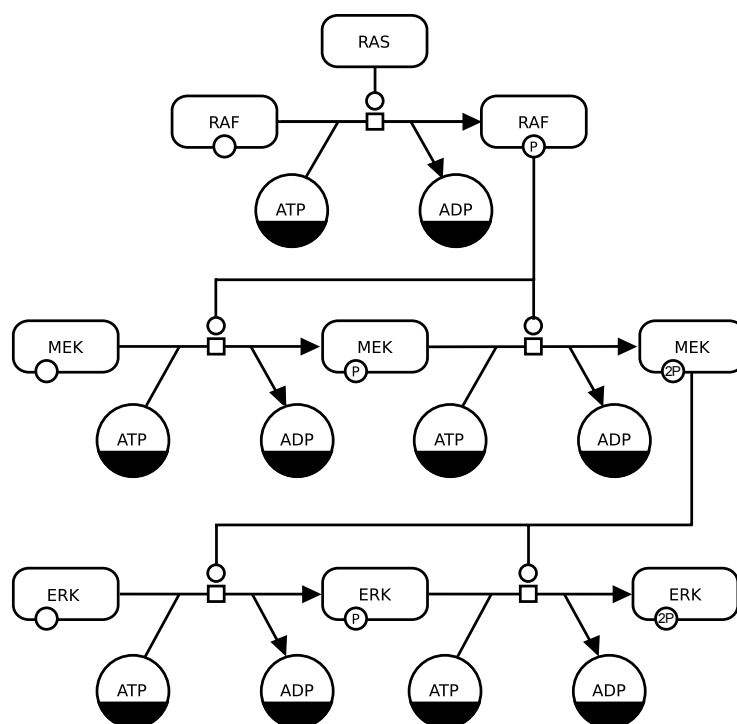 RAS
RAF
RAF
P
ATP
ADP
MEK
MEK
MEK
P
2P
ATP
ADP
ATP
ADP
ERK
ERK
ERK
P
2P
ATP
ADP
ATP
ADP